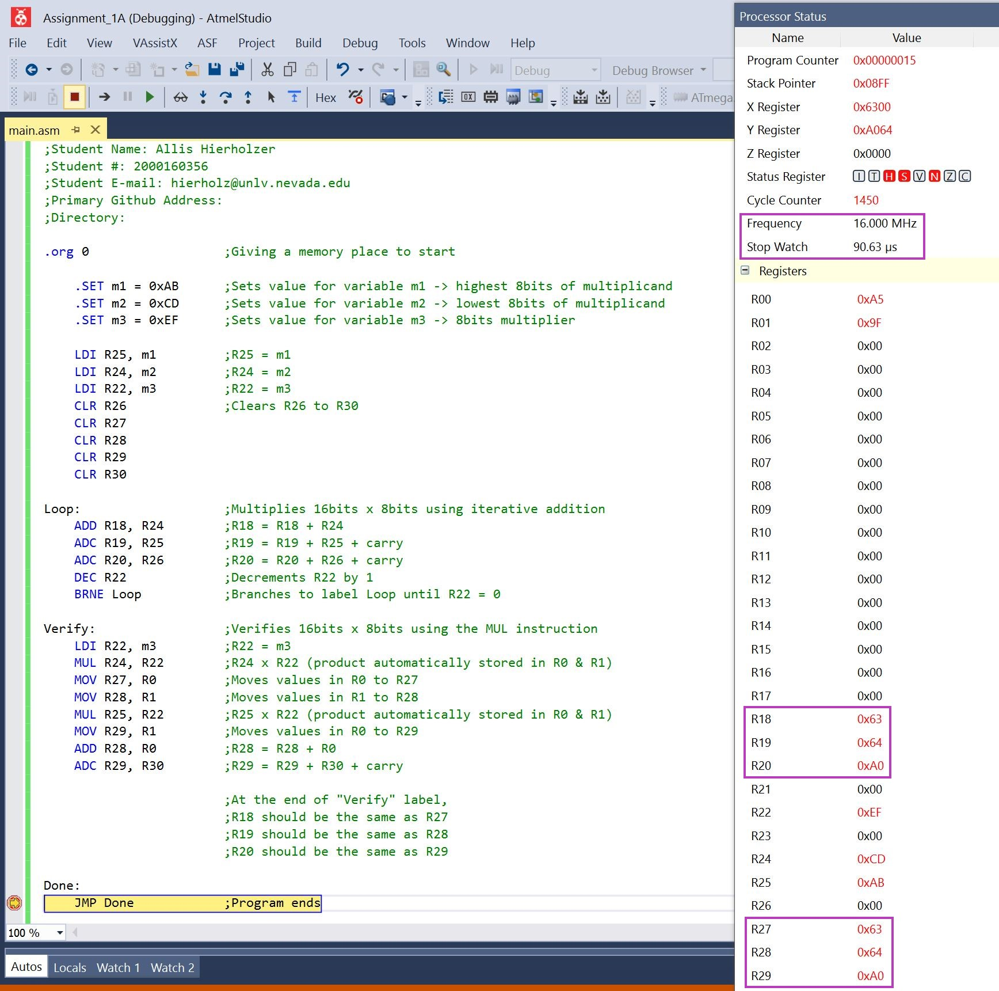 Assignment_1A (Debugging) - AtmelStudio
File Edit View VAssistX ASF Project Build Debug Tools Window Help
Debug Debug Browser
Hex ATmega
main.asm
;Student Name: Allis Hierholzer
;Student #: 2000160356
;Student E-mail: hierholz@unlv.nevada.edu
;Primary Github Address:
;Directory:
.org 0 ;Giving a memory place to start
.SET m1 = 0xAB ;Sets value for variable m1 -> highest 8bits of multiplicand
.SET m2 = 0xCD ;Sets value for variable m2 -> lowest 8bits of multiplicand
.SET m3 = 0xEF ;Sets value for variable m3 -> 8bits multiplier
LDI R25, m1 ;R25 = m1
LDI R24, m2 ;R24 = m2
LDI R22, m3 ;R22 = m3
CLR R26 ;Clears R26 to R30
CLR R27
CLR R28
CLR R29
CLR R30
Loop: ;Multiplies 16bits x 8bits using iterative addition
ADD R18, R24 ;R18 = R18 + R24
ADC R19, R25 ;R19 = R19 + R25 + carry
ADC R20, R26 ;R20 = R20 + R26 + carry
DEC R22 ;Decrements R22 by 1
BRNE Loop ;Branches to label Loop until R22 = 0
Verify: ;Verifies 16bits x 8bits using the MUL instruction
LDI R22, m3 ;R22 = m3
MUL R24, R22 ;R24 x R22 (product automatically stored in R0 & R1)
MOV R27, R0 ;Moves values in R0 to R27
MOV R28, R1 ;Moves values in R1 to R28
MUL R25, R22 ;R25 x R22 (product automatically stored in R0 & R1)
MOV R29, R1 ;Moves values in R0 to R29
ADD R28, R0 ;R28 = R28 + R0
ADC R29, R30 ;R29 = R29 + R30 + carry
;At the end of "Verify" label,
;R18 should be the same as R27
;R19 should be the same as R28
;R20 should be the same as R29
Done:
JMP Done ;Program ends
100 %
Autos Locals Watch 1 Watch 2
Processor Status
Name Value
Program Counter 0x00000015
Stack Pointer 0x08FF
X Register 0x6300
Y Register 0xA064
Z Register 0x0000
Status Register I T H S V N Z C
Cycle Counter 1450
Frequency 16.000 MHz
Stop Watch 90.63 µs
Registers
R00 0xA5
R01 0x9F
R02 0x00
R03 0x00
R04 0x00
R05 0x00
R06 0x00
R07 0x00
R08 0x00
R09 0x00
R10 0x00
R11 0x00
R12 0x00
R13 0x00
R14 0x00
R15 0x00
R16 0x00
R17 0x00
R18 0x63
R19 0x64
R20 0xA0
R21 0x00
R22 0xEF
R23 0x00
R24 0xCD
R25 0xAB
R26 0x00
R27 0x63
R28 0x64
R29 0xA0